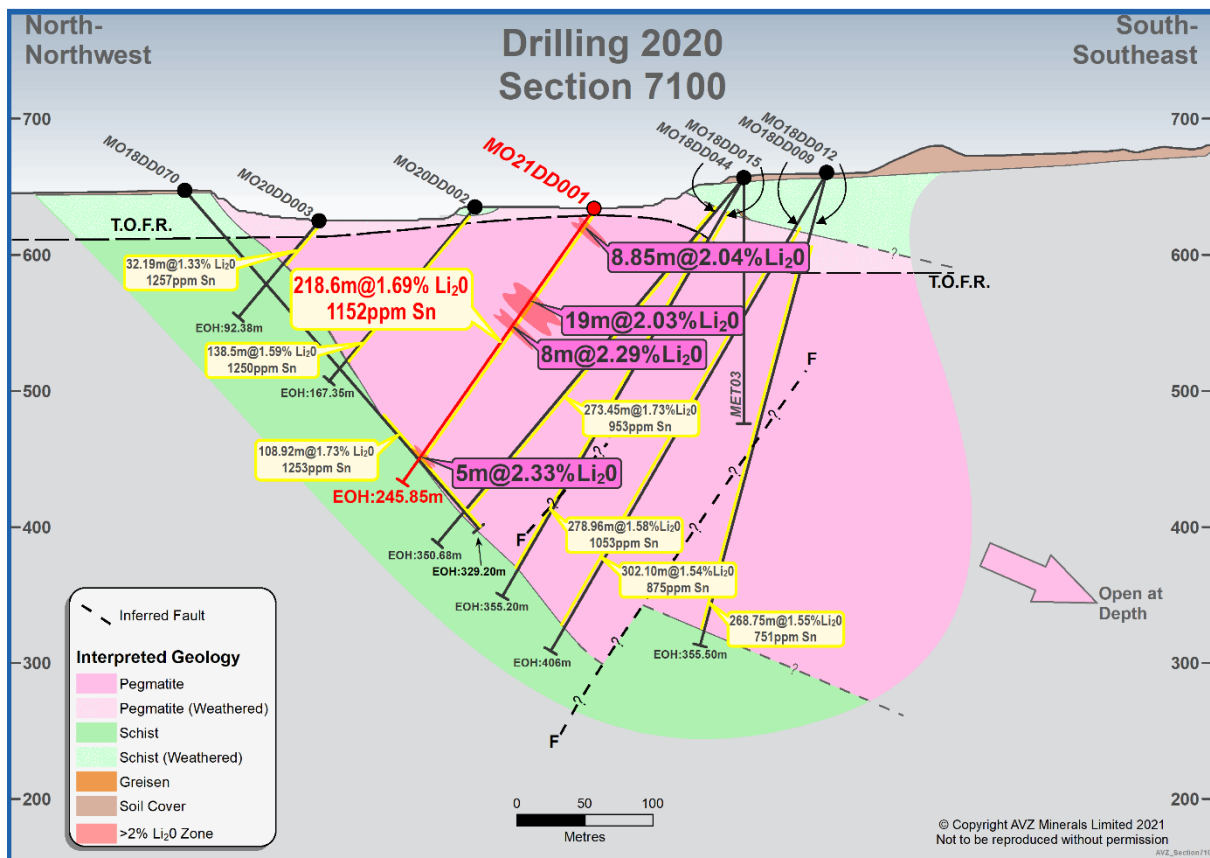 North-
Northwest
Drilling 2020
Section 7100
South-
Southeast
700
600
500
400
300
200
700
600
500
400
300
200
MO18DD070
MO20DD003
MO20DD002
MO21DD001
MO18DD044
MO18DD015
MO18DD009
MO18DD012
T.O.F.R.
T.O.F.R.
32.19m@1.33% Li₂0
1257ppm Sn
EOH:92.38m
218.6m@1.69% Li₂0
1152ppm Sn
8.85m@2.04% Li₂0
19m@2.03%Li₂0
8m@2.29%Li₂0
138.5m@1.59% Li₂0
1250ppm Sn
EOH:167.35m
MET03
F
?
?
273.45m@1.73%Li₂0
953ppm Sn
108.92m@1.73% Li₂0
1253ppm Sn
5m@2.33%Li₂0
EOH:245.85m
F
?
?
F
?
?
?
?
?
278.96m@1.58%Li₂0
1053ppm Sn
EOH:350.68m
EOH:329.20m
302.10m@1.54%Li₂0
875ppm Sn
EOH:355.20m
268.75m@1.55%Li₂0
751ppm Sn
EOH:406m
EOH:355.50m
?
F
Open at
Depth
Inferred Fault
Interpreted Geology
Pegmatite
Pegmatite (Weathered)
Schist
Schist (Weathered)
Greisen
Soil Cover
>2% Li₂0 Zone
0 50 100
Metres
© Copyright AVZ Minerals Limited 2021
Not to be reproduced without permission